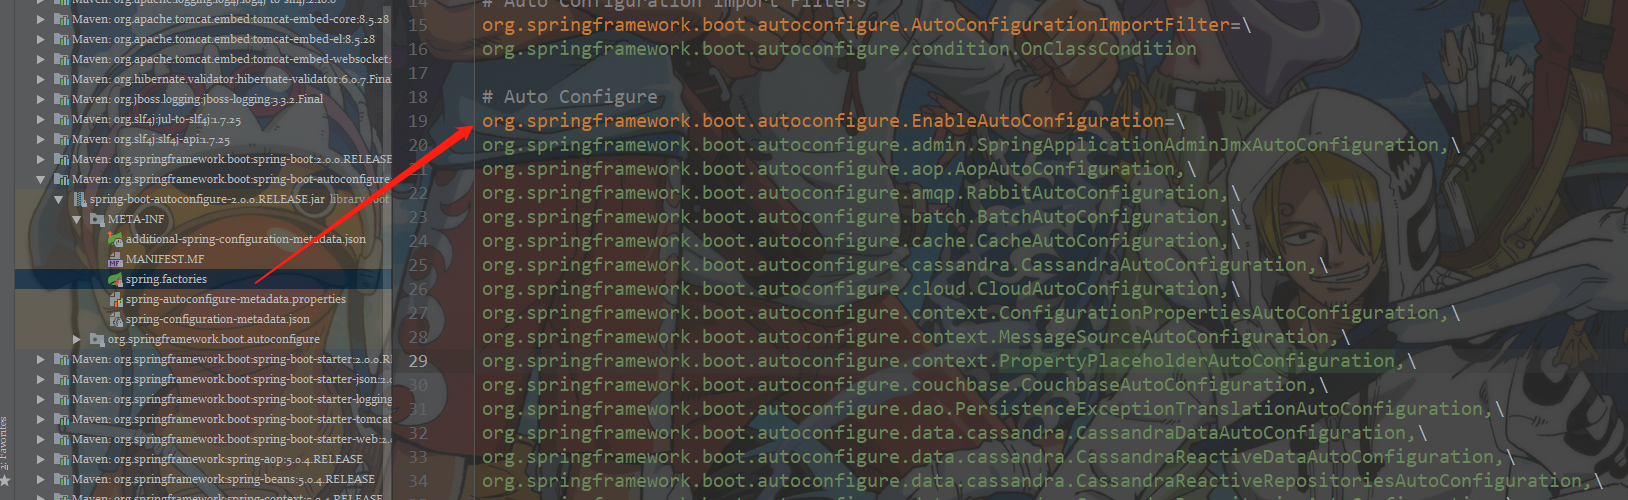 Maven: org.apache.logging.log4j:log4j-to-slf4j:2.10.0
Maven: org.apache.tomcat.embed:tomcat-embed-core:8.5.28
Maven: org.apache.tomcat.embed:tomcat-embed-el:8.5.28
Maven: org.apache.tomcat.embed:tomcat-embed-websocket:
Maven: org.hibernate.validator:hibernate-validator:6.0.7.Final
Maven: org.jboss.logging:jboss-logging:3.3.2.Final
Maven: org.slf4j:jul-to-slf4j:1.7.25
Maven: org.slf4j:slf4j-api:1.7.25
Maven: org.springframework.boot:spring-boot:2.0.0.RELEASE
Maven: org.springframework.boot:spring-boot-autoconfigure
spring-boot-autoconfigure-2.0.0.RELEASE.jar library root
META-INF
additional-spring-configuration-metadata.json
MANIFEST.MF
spring.factories
spring-autoconfigure-metadata.properties
spring-configuration-metadata.json
org.springframework.boot.autoconfigure
Maven: org.springframework.boot:spring-boot-starter:2.0.0.RE
Maven: org.springframework.boot:spring-boot-starter-json:2.0
Maven: org.springframework.boot:spring-boot-starter-logging
Maven: org.springframework.boot:spring-boot-starter-tomcat
Maven: org.springframework.boot:spring-boot-starter-web:2.0
Maven: org.springframework:spring-aop:5.0.4.RELEASE
Maven: org.springframework:spring-beans:5.0.4.RELEASE
Maven: org.springframework:spring-context:5.0.4.RELEASE
2: Favorites
14 # Auto Configuration Import Filters
15 org.springframework.boot.autoconfigure.AutoConfigurationImportFilter=\
16 org.springframework.boot.autoconfigure.condition.OnClassCondition
17
18 # Auto Configure
19 org.springframework.boot.autoconfigure.EnableAutoConfiguration=\
20 org.springframework.boot.autoconfigure.admin.SpringApplicationAdminJmxAutoConfiguration,\
21 org.springframework.boot.autoconfigure.aop.AopAutoConfiguration,\
22 org.springframework.boot.autoconfigure.amqp.RabbitAutoConfiguration,\
23 org.springframework.boot.autoconfigure.batch.BatchAutoConfiguration,\
24 org.springframework.boot.autoconfigure.cache.CacheAutoConfiguration,\
25 org.springframework.boot.autoconfigure.cassandra.CassandraAutoConfiguration,\
26 org.springframework.boot.autoconfigure.cloud.CloudAutoConfiguration,\
27 org.springframework.boot.autoconfigure.context.ConfigurationPropertiesAutoConfiguration,\
28 org.springframework.boot.autoconfigure.context.MessageSourceAutoConfiguration,\
29 org.springframework.boot.autoconfigure.context.PropertyPlaceholderAutoConfiguration,\
30 org.springframework.boot.autoconfigure.couchbase.CouchbaseAutoConfiguration,\
31 org.springframework.boot.autoconfigure.dao.PersistenceExceptionTranslationAutoConfiguration,\
32 org.springframework.boot.autoconfigure.data.cassandra.CassandraDataAutoConfiguration,\
33 org.springframework.boot.autoconfigure.data.cassandra.CassandraReactiveDataAutoConfiguration,\
34 org.springframework.boot.autoconfigure.data.cassandra.CassandraReactiveRepositoriesAutoConfiguration,\